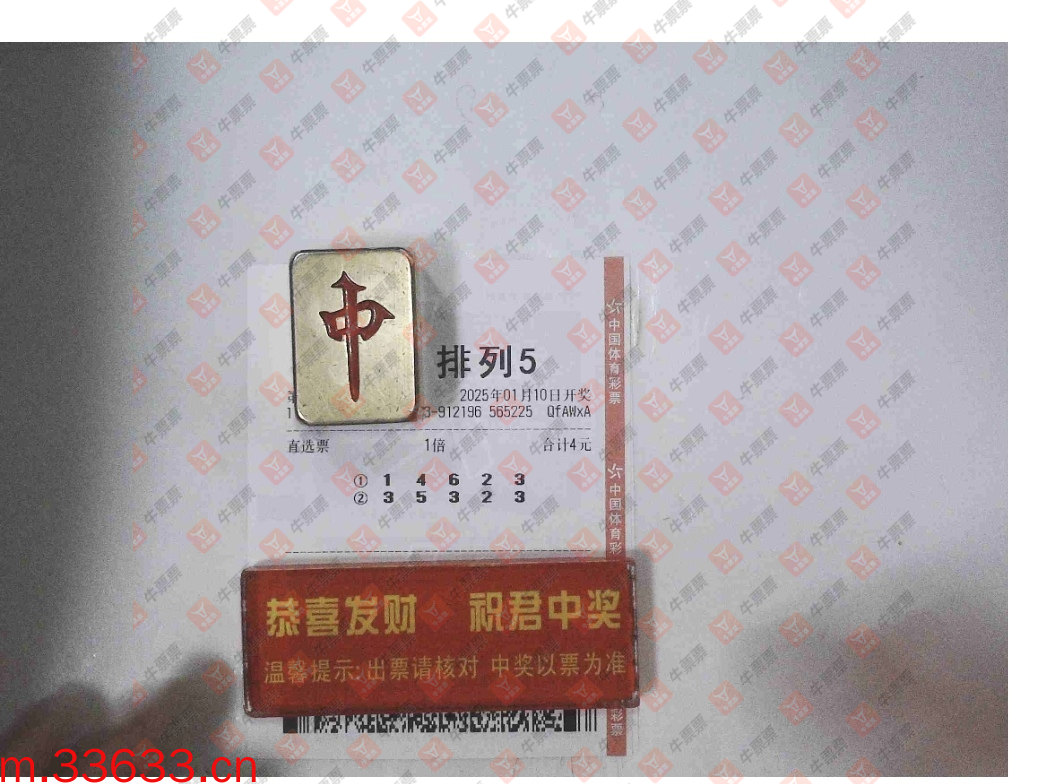 牛票票
中
排列5
2025年01月10日开奖
3-912196 565225 QfAWxA
直选票 1倍 合计4元
① 1 4 6 2 3
② 3 5 3 2 3
中国体育彩票
中国体育彩
恭喜发财 祝君中奖
温馨提示:出票请核对 中奖以票为准
彩票
m.33633.cn